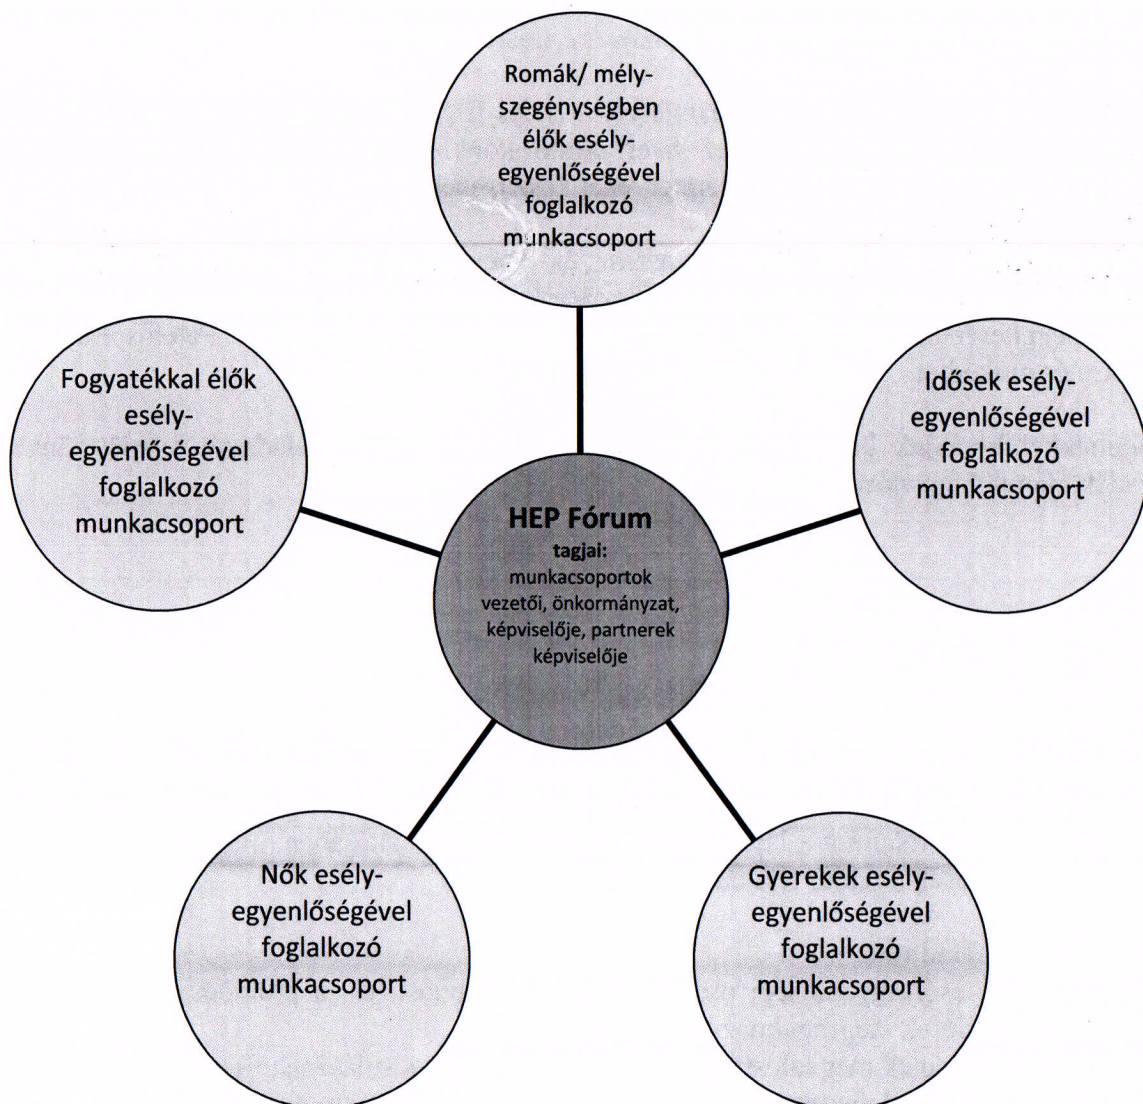 Romák/ mély-
szegénységben
élők esély-
egyenlőségével
foglalkozó
munkacsoport
Fogyatékkal élők
esély-
egyenlőségével
foglalkozó
munkacsoport
Idősek esély-
egyenlőségével
foglalkozó
munkacsoport
HEP Fórum
tagjai:
munkacsoportok
vezetői, önkormányzat,
képviselője, partnerek
képviselője
Nők esély-
egyenlőségével
foglalkozó
munkacsoport
Gyerekek esély-
egyenlőségével
foglalkozó
munkacsoport